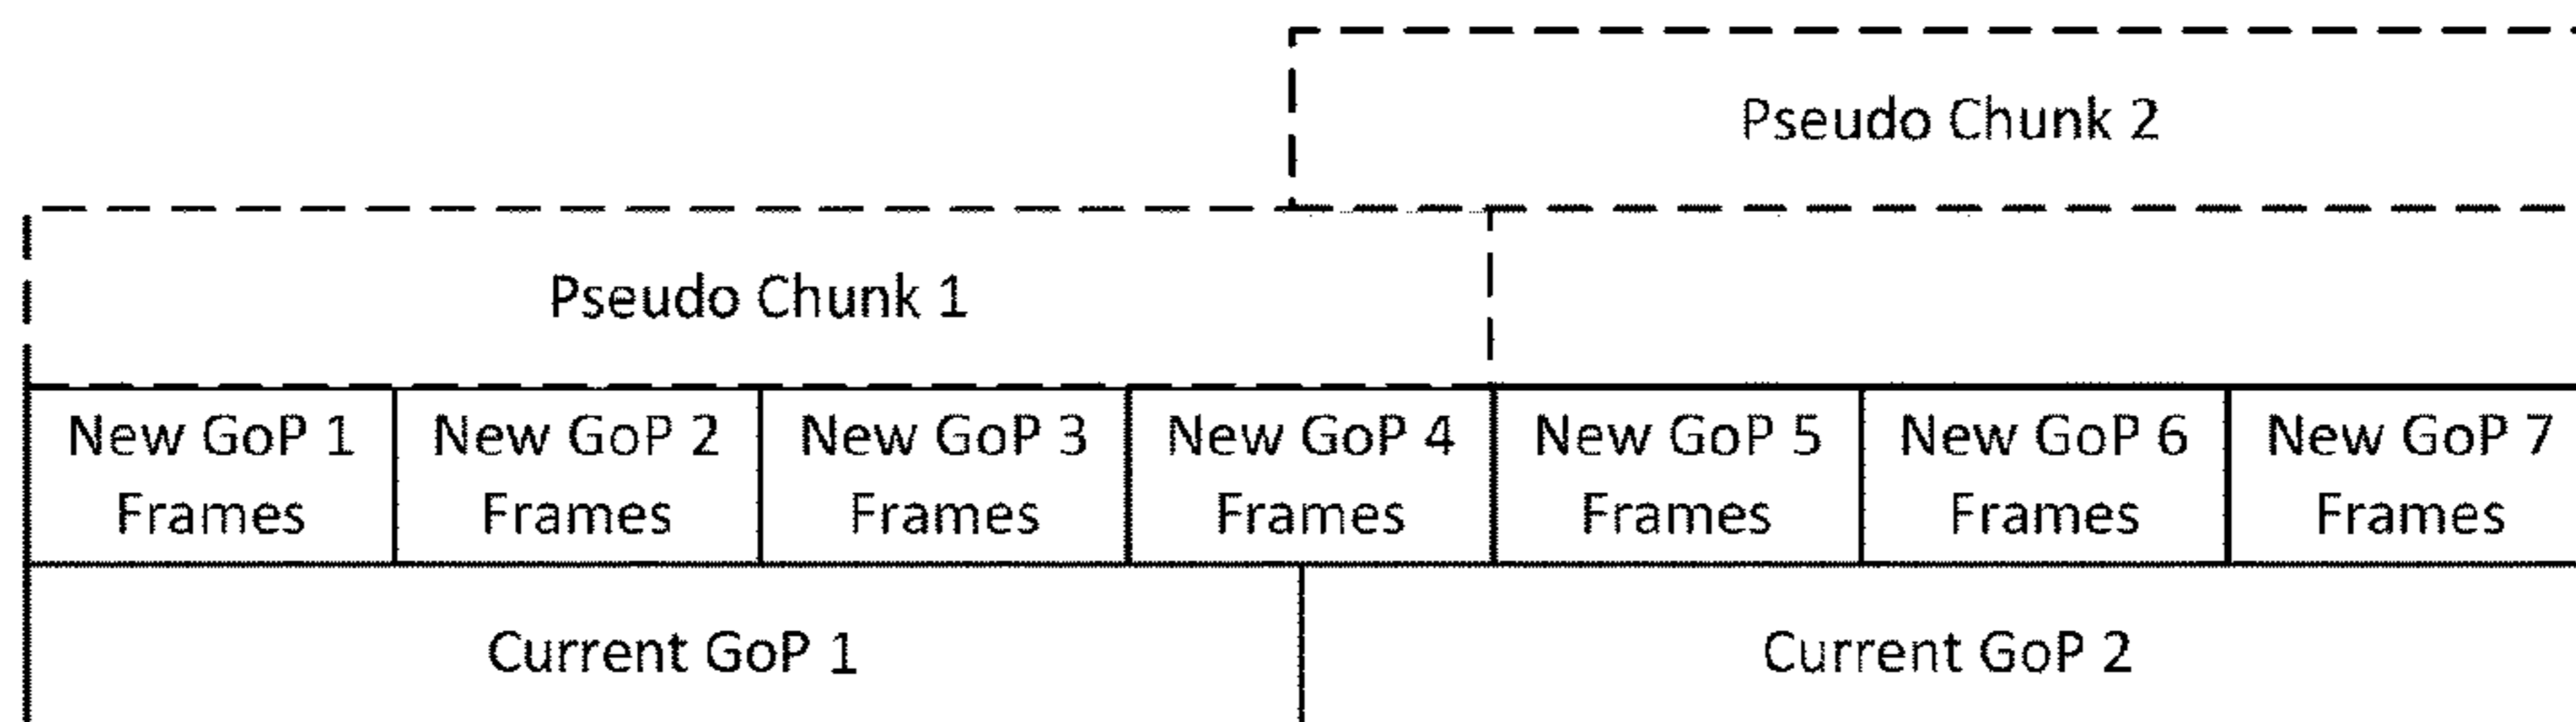 Pseudo Chunk 2
Pseudo Chunk 1
New GoP 1
Frames
New GoP 2
Frames
New GoP 3
Frames
New GoP 4
Frames
New GoP 5
Frames
New GoP 6
Frames
New GoP 7
Frames
Current GoP 1
Current GoP 2